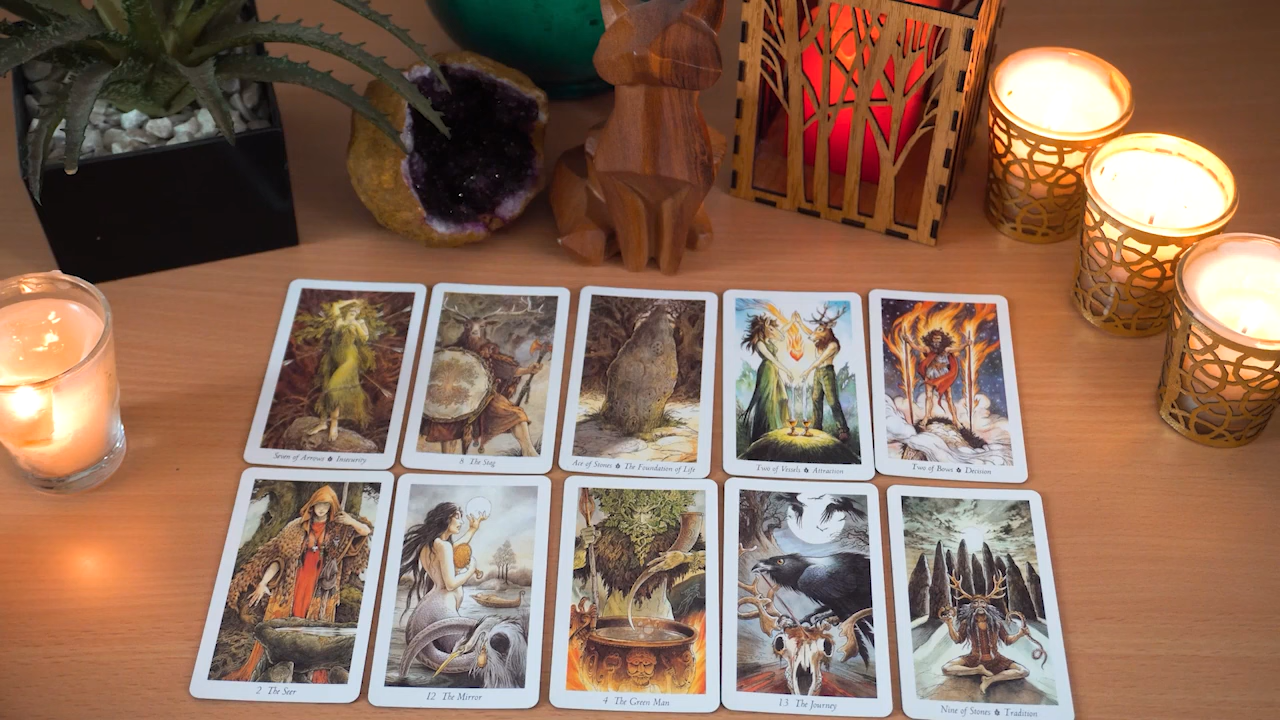 Seven of Arrows Insecurity
8 The Stag
Ace of Stones The Foundation of Life
Two of Vessels Attraction
Two of Bows Decision
2 The Seer
12 The Mirror
4 The Green Man
13 The Journey
Nine of Stones Tradition